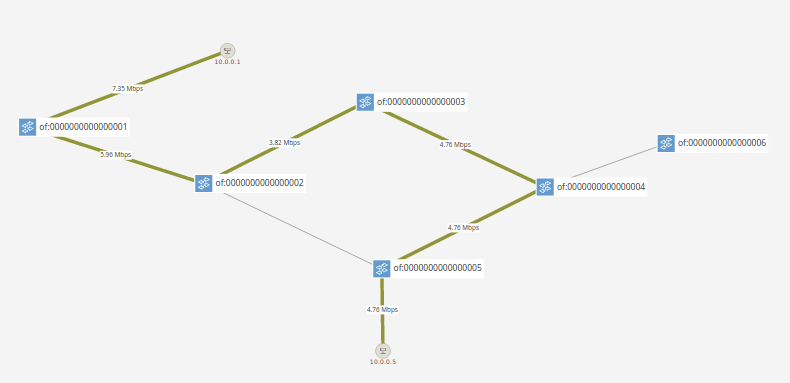 10.0.0.1
7.35 Mbps
of:0000000000000003
of:0000000000000001
3.82 Mbps
4.76 Mbps
of:0000000000000006
5.96 Mbps
of:0000000000000002
of:0000000000000004
4.76 Mbps
of:0000000000000005
4.76 Mbps
10.0.0.5